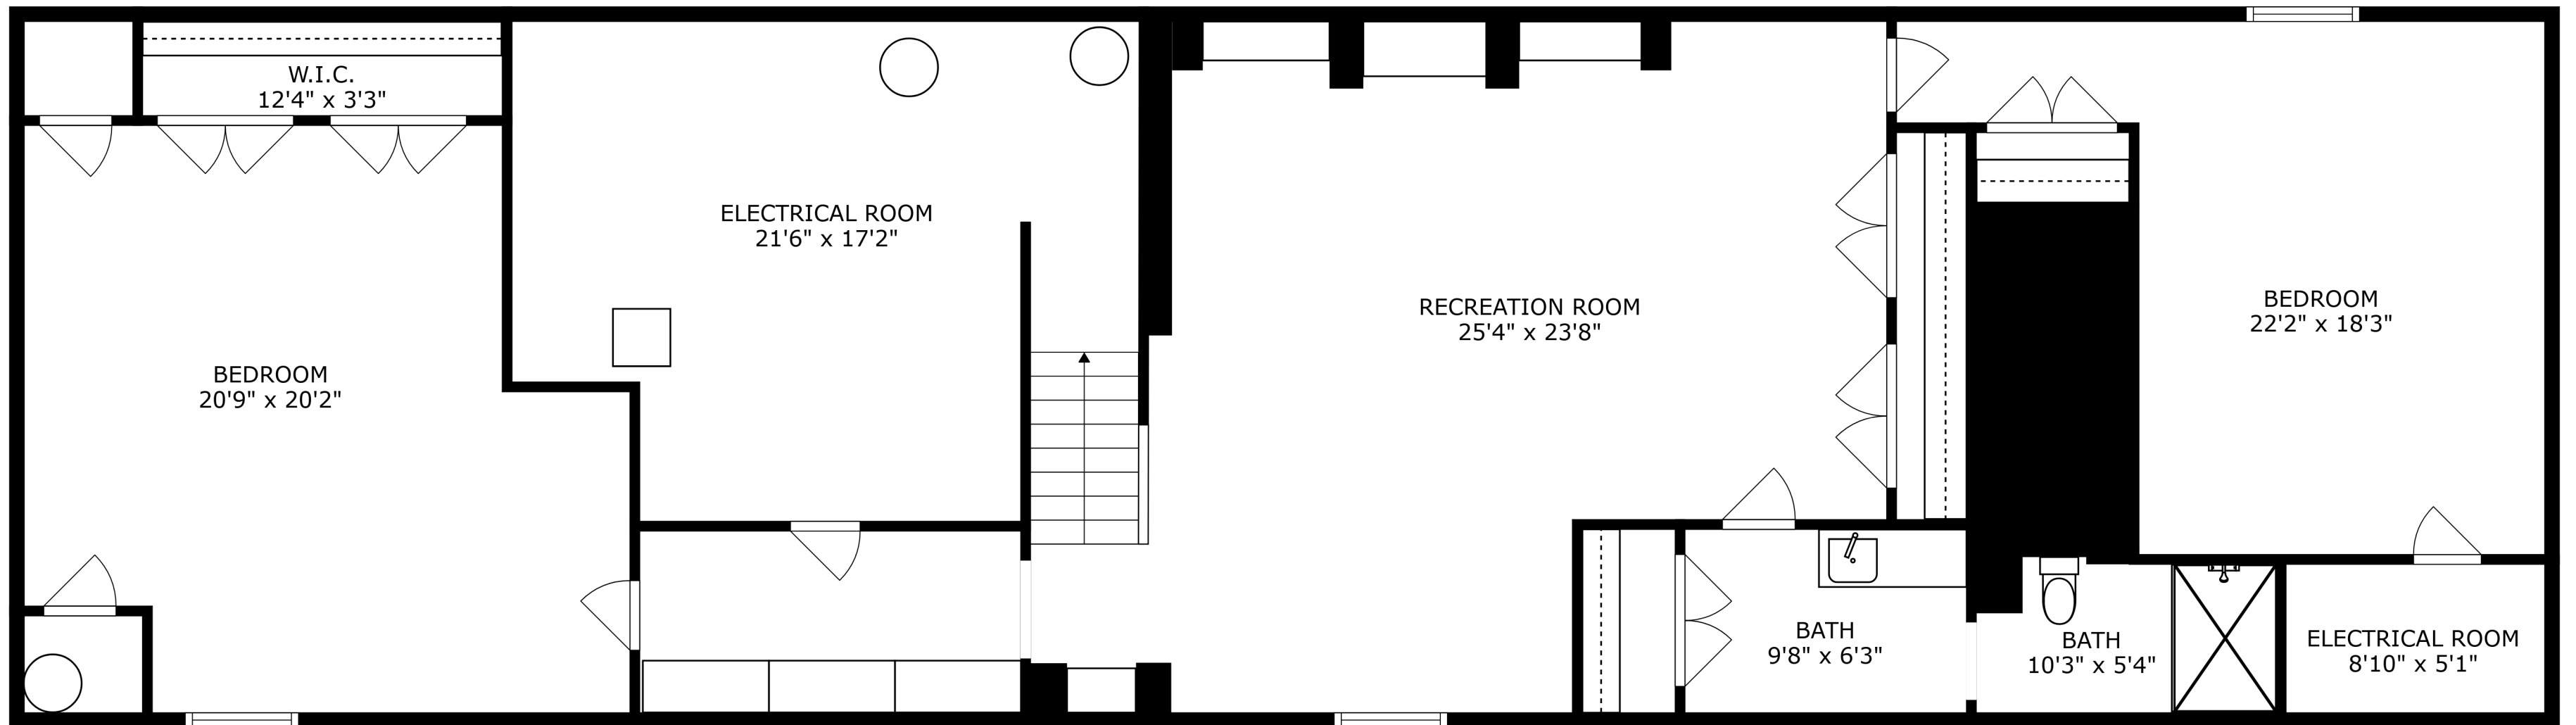 W.I.C.
12'4" x 3'3"
ELECTRICAL ROOM
21'6" x 17'2"
BEDROOM
20'9" x 20'2"
RECREATION ROOM
25'4" x 23'8"
BEDROOM
22'2" x 18'3"
BATH
9'8" x 6'3"
BATH
10'3" x 5'4"
ELECTRICAL ROOM
8'10" x 5'1"